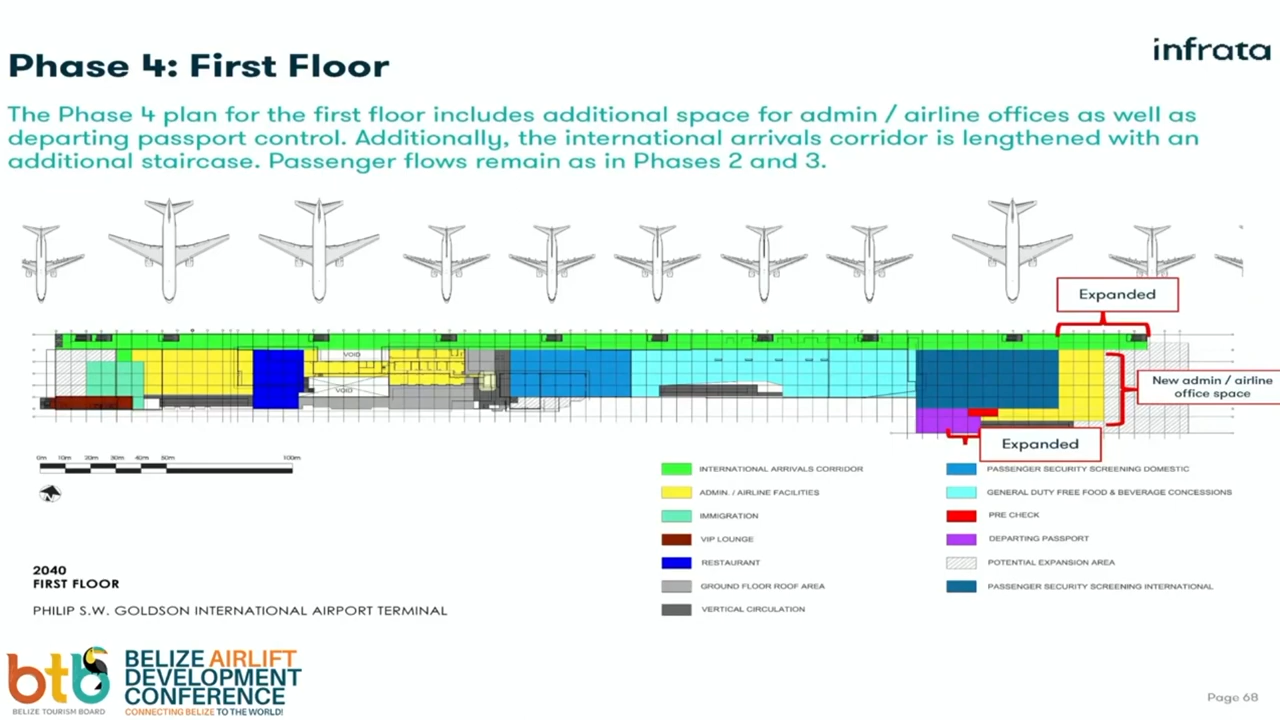 infrata
Phase 4: First Floor
The Phase 4 plan for the first floor includes additional space for admin / airline offices as well as
departing passport control. Additionally, the international arrivals corridor is lengthened with an
additional staircase. Passenger flows remain as in Phases 2 and 3.
Expanded
VOID
VOID
New admin / airline
office space
Expanded
0m 10m 20m 30m 40m 50m 100m
INTERNATIONAL ARRIVALS CORRIDOR
ADMIN. / AIRLINE FACILITIES
IMMIGRATION
VIP LOUNGE
RESTAURANT
GROUND FLOOR ROOF AREA
VERTICAL CIRCULATION
PASSENGER SECURITY SCREENING DOMESTIC
GENERAL DUTY FREE FOOD & BEVERAGE CONCESSIONS
PRE CHECK
DEPARTING PASSPORT
POTENTIAL EXPANSION AREA
PASSENGER SECURITY SCREENING INTERNATIONAL
2040
FIRST FLOOR
PHILIP S.W. GOLDSON INTERNATIONAL AIRPORT TERMINAL
btb
BELIZE TOURISM BOARD
BELIZE AIRLIFT
DEVELOPMENT
CONFERENCE
CONNECTING BELIZE TO THE WORLD!
Page 68